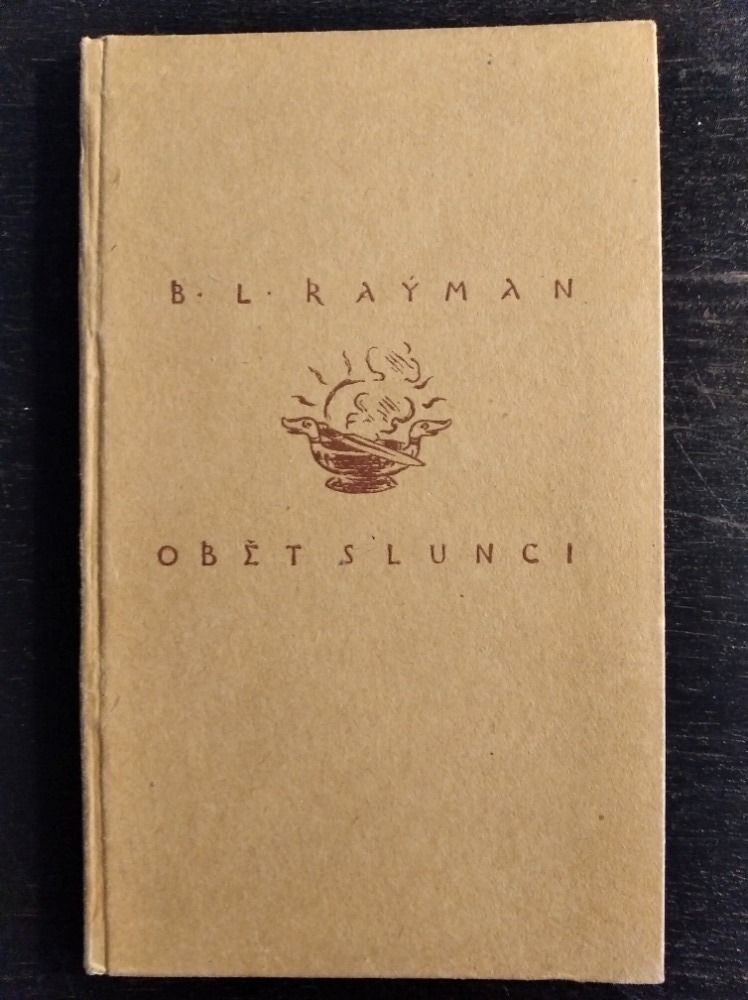 B. L. RAÝMAN
OBĚT SLUNCI